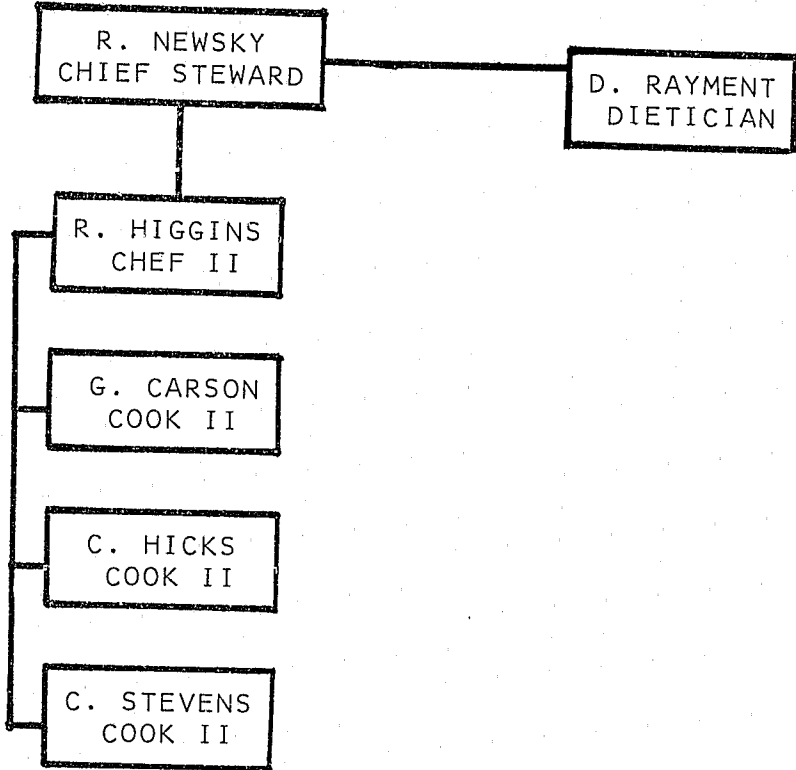 R. NEWSKY
CHIEF STEWARD
D. RAYMENT
DIETICIAN
R. HIGGINS
CHEF II
G. CARSON
COOK II
C. HICKS
COOK II
C. STEVENS
COOK II